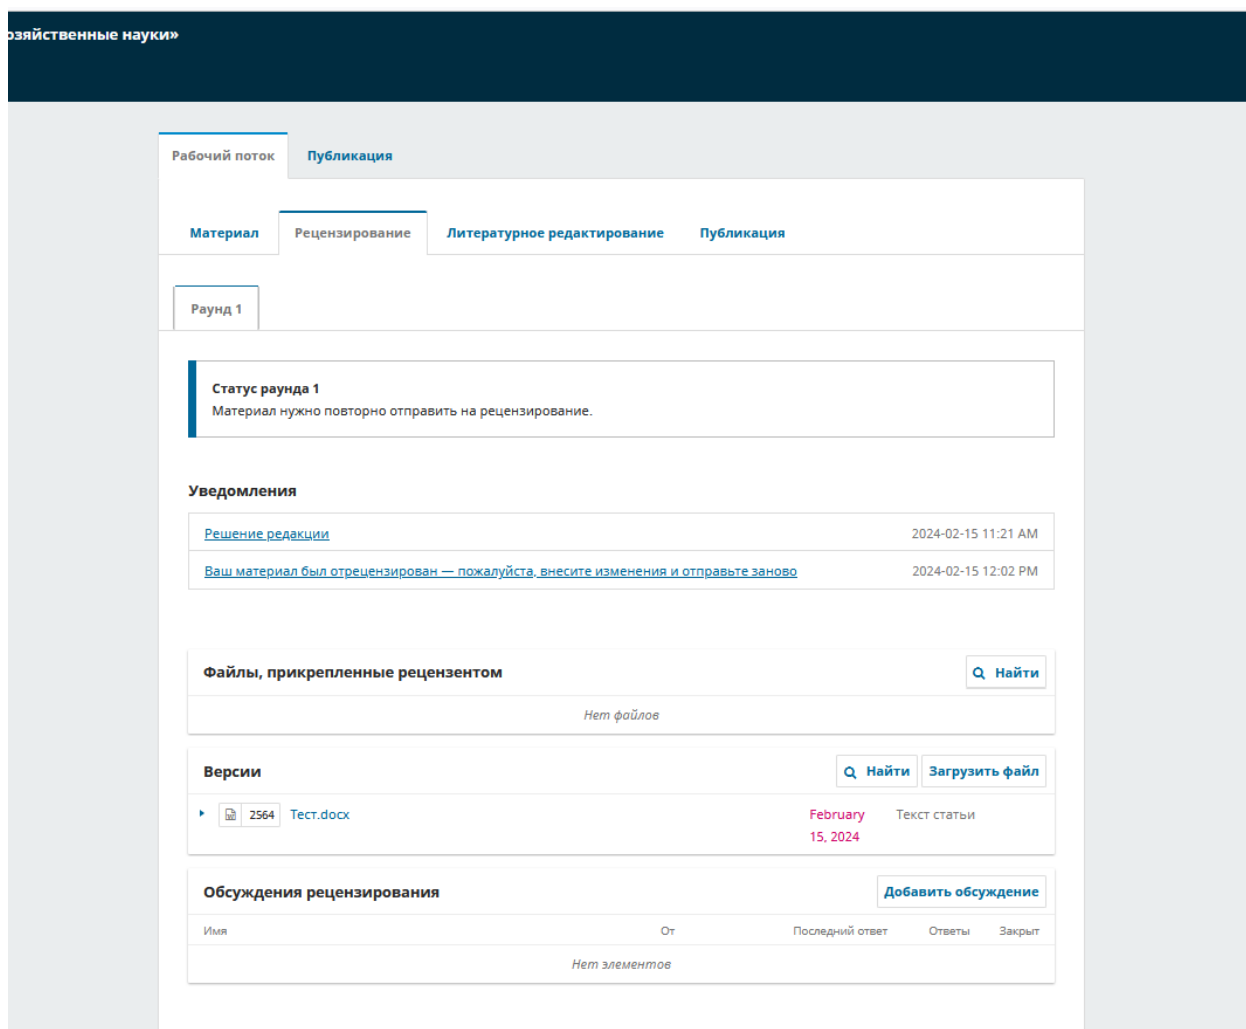 озяйственные науки»
Рабочий поток Публикация
Материал Рецензирование Литературное редактирование Публикация
Раунд 1
Статус раунда 1
Материал нужно повторно отправить на рецензирование.
Уведомления
Решение редакции 2024-02-15 11:21 AM
Ваш материал был отрецензирован — пожалуйста, внесите изменения и отправьте заново 2024-02-15 12:02 PM
Файлы, прикрепленные рецензентом Найти
Нет файлов
Версии Найти Загрузить файл
2564 Тест.docx February Текст статьи
15, 2024
Обсуждения рецензирования Добавить обсуждение
Имя От Последний ответ Ответы Закрыт
Нет элементов